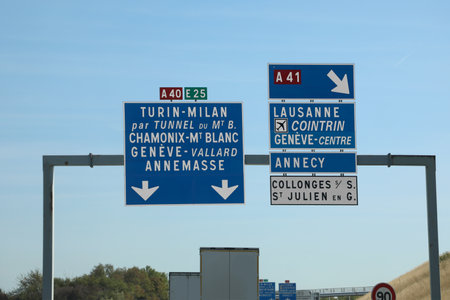 A40 E25
TURIN-MILAN
par TUNNEL DU MT B.
CHAMONIX-MT BLANC
GENÈVE-VALLARD
ANNEMASSE
A41
LAUSANNE
COINTRIN
GENÈVE-CENTRE
ANNECY
COLLONGES s/ S.
ST JULIEN EN G.
90